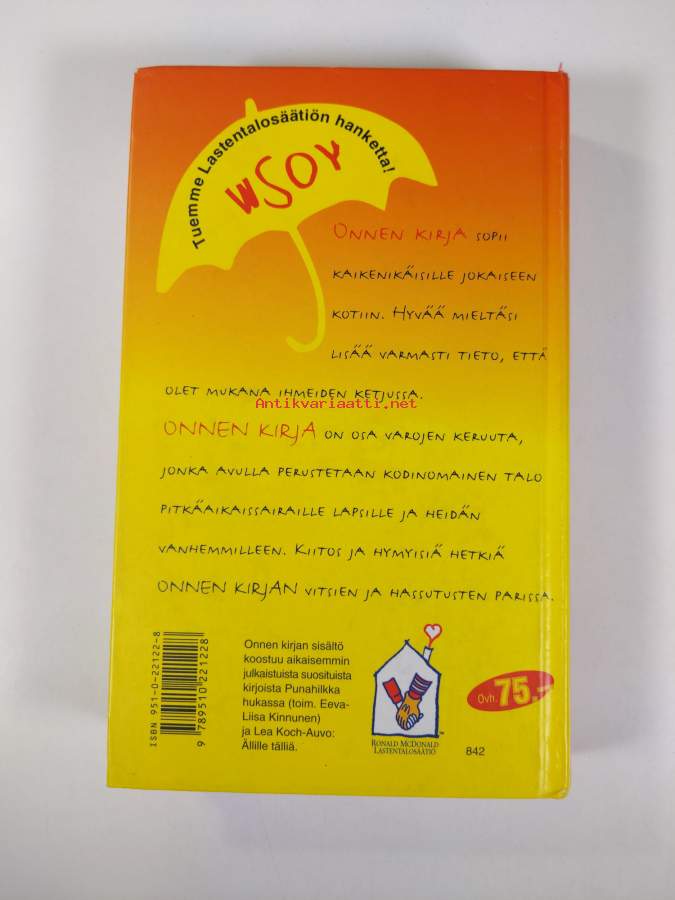 Tuemme Lastentalosäätiön hanketta!
WSOY
ONNEN KIRJA SOPII
KAIKENIKÄISILLE JOKAISEEN
KOTIIN. HYVÄÄ MIELTÄSI
LISÄÄ VARMASTI TIETO, ETTÄ
OLET MUKANA IHMEIDEN KETJUSSA.
Antikvariaatti.net
ONNEN KIRJA ON OSA VAROJEN KERUUTA,
JONKA AVULLA PERUSTETAAN KODINOMAINEN TALO
PITKÄAIKAISSAIRAILLE LAPSILLE JA HEIDÄN
VANHEMMILLEEN. KIITOS JA HYMYISIÄ HETKIÄ
ONNEN KIRJAN VITSIEN JA HASSUTUSTEN PARISSA.
ISBN 951-0-22122-8
9 789510 221228
Onnen kirjan sisältö
koostuu aikaisemmin
julkaistuista suosituista
kirjoista Punahilkka
hukassa (toim. Eeva-
Liisa Kinnunen)
ja Lea Koch-Auvo:
Ällille tälliä.
RONALD MCDONALD
LASTENTALOSÄÄTIÖ
™
Ovh. 75.-
842